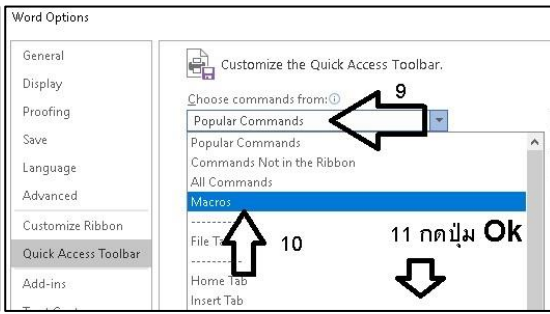 Word Options
General
Display
Proofing
Save
Language
Advanced
Customize Ribbon
Quick Access Toolbar
Add-ins
Customize the Quick Access Toolbar.
Choose commands from:
9
Popular Commands
Popular Commands
Commands Not in the Ribbon
All Commands
Macros
File
10
11 กดปุ่ม Ok
Home Tab
Insert Tab